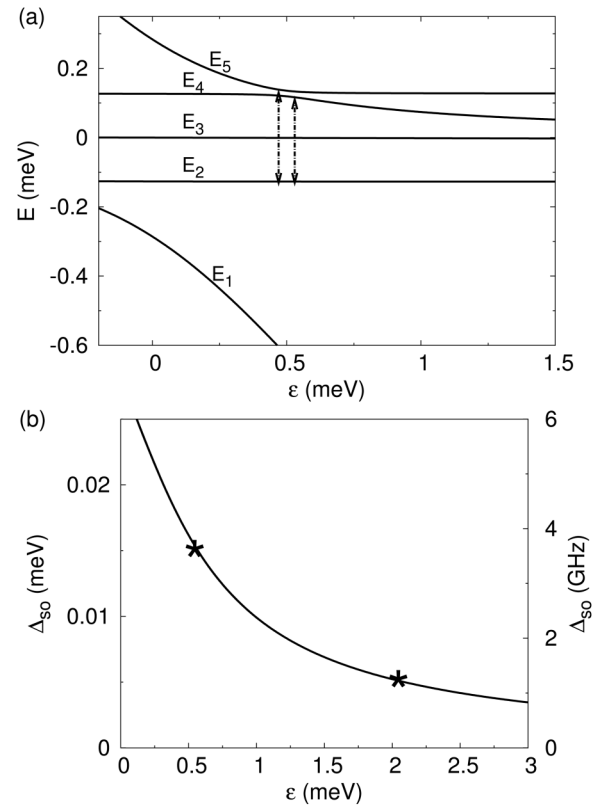 (a)
0.2
0
-0.2
-0.4
-0.6
E (meV)
E5
E4
E3
E2
E1
0 0.5 1 1.5
ε (meV)
(b)
0.02
0.01
0
Δso (meV)
6
4
2
0
Δso (GHz)
0 0.5 1 1.5 2 2.5 3
ε (meV)